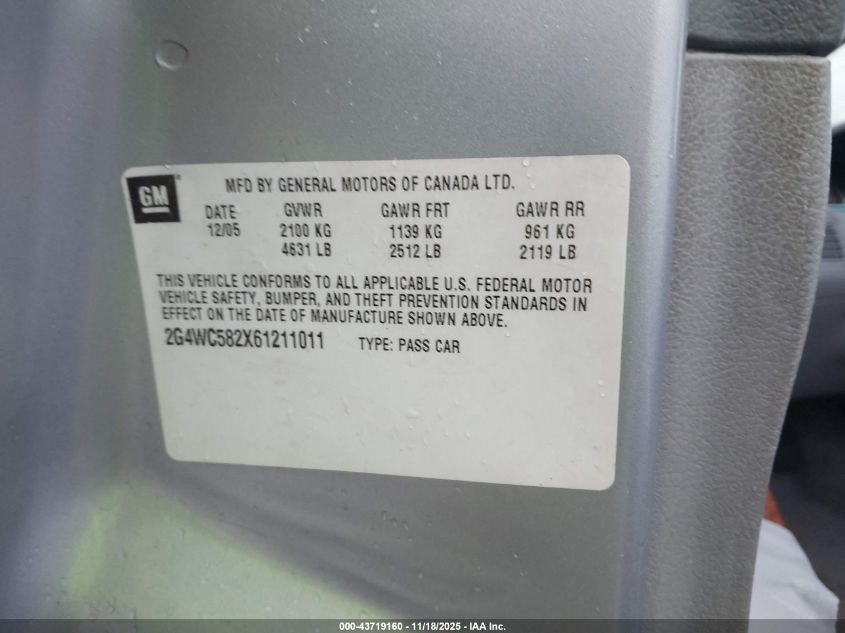 GM
MFD BY GENERAL MOTORS OF CANADA LTD.
DATE GVWR GAWR FRT GAWR RR
12/05 2100 KG 1139 KG 961 KG
4631 LB 2512 LB 2119 LB
THIS VEHICLE CONFORMS TO ALL APPLICABLE U.S. FEDERAL MOTOR
VEHICLE SAFETY, BUMPER, AND THEFT PREVENTION STANDARDS IN
EFFECT ON THE DATE OF MANUFACTURE SHOWN ABOVE.
2G4WC582X61211011 TYPE: PASS CAR
000-43719160 - 11/18/2025 - IAA Inc.